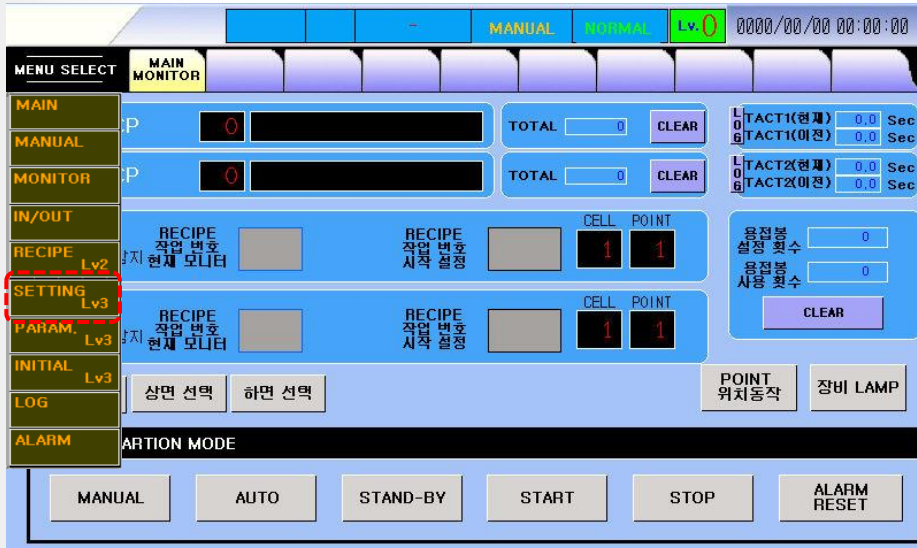 - MANUAL NORMAL Lv.0 0000/00/00 00:00:00
MENU SELECT MAIN MONITOR
MAIN
MANUAL
MONITOR
IN/OUT
RECIPE Lv2
SETTING Lv3
PARAM. Lv3
INITIAL Lv3
LOG
ALARM
CP 0 TOTAL 0 CLEAR
LOG TACT1(현재) 0.0 Sec
TACT1(이전) 0.0 Sec
CP 0 TOTAL 0 CLEAR
LOG TACT2(현재) 0.0 Sec
TACT2(이전) 0.0 Sec
CELL POINT
RECIPE
작업 번호
현재 모니터
RECIPE
작업 번호
시작 설정
1 1
용접봉
설정 횟수
0
용접봉
사용 횟수
0
CLEAR
CELL POINT
RECIPE
작업 번호
현재 모니터
RECIPE
작업 번호
시작 설정
1 1
상면 선택 하면 선택
POINT
위치동작
장비 LAMP
ARTION MODE
MANUAL AUTO STAND-BY START STOP ALARM RESET